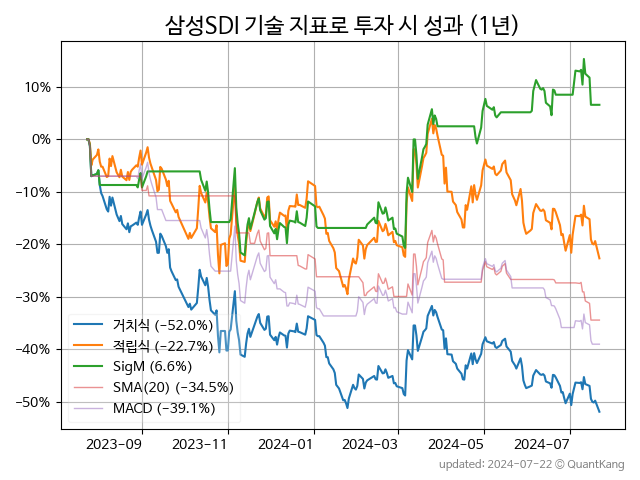 삼성SDI 기술 지표로 투자 시 성과 (1년)
10%
0%
−10%
−20%
−30%
−40%
−50%
거치식 (−52.0%)
적립식 (−22.7%)
SigM (6.6%)
SMA(20) (−34.5%)
MACD (−39.1%)
2023-09 2023-11 2024-01 2024-03 2024-05 2024-07
updated: 2024-07-22 © QuantKang